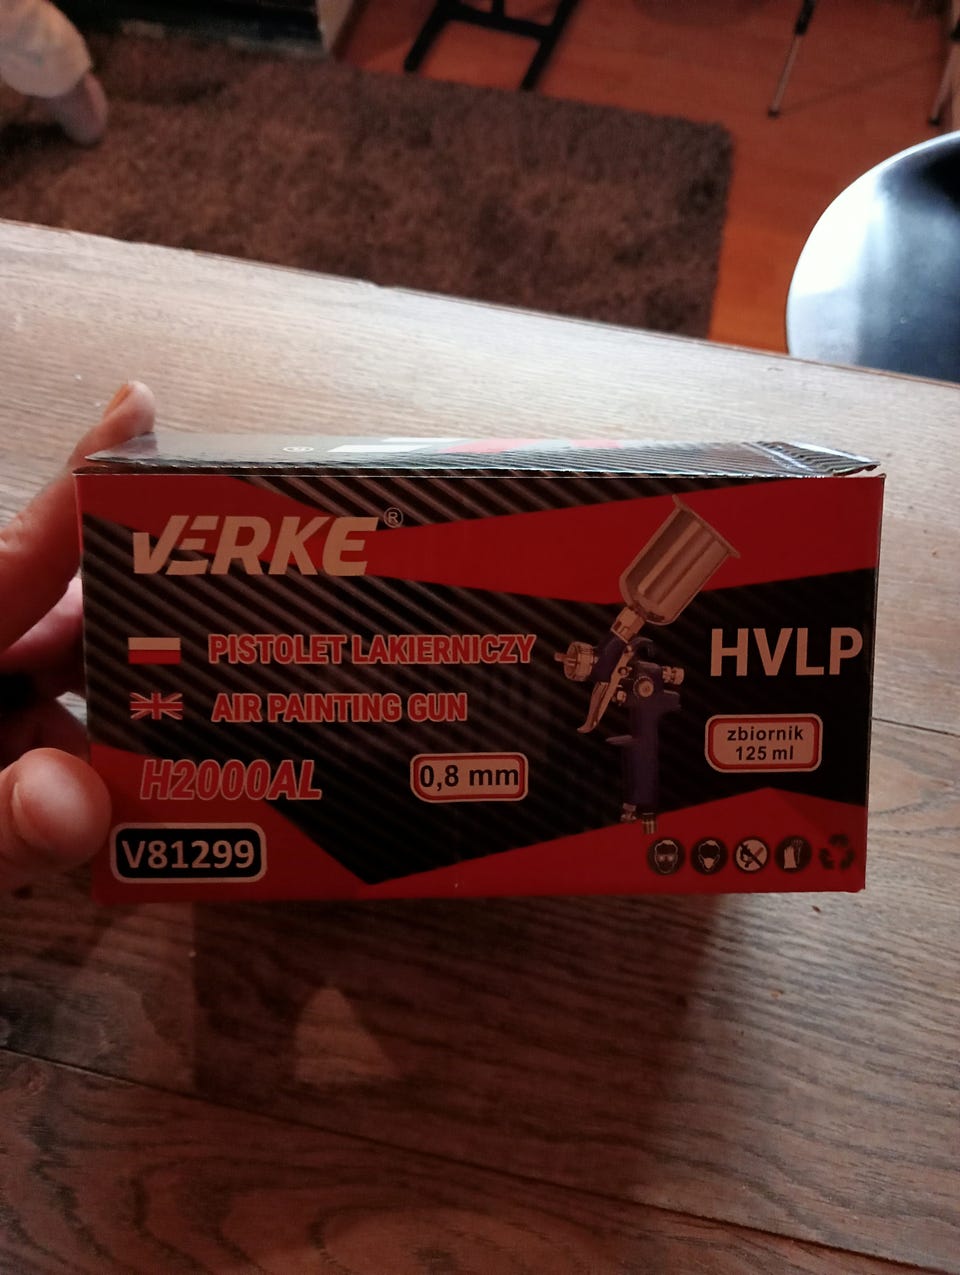 VERKE®
PISTOLET LAKIERNICZY
AIR PAINTING GUN
H2000AL
0,8 mm
V81299
HVLP
zbiornik
125 ml